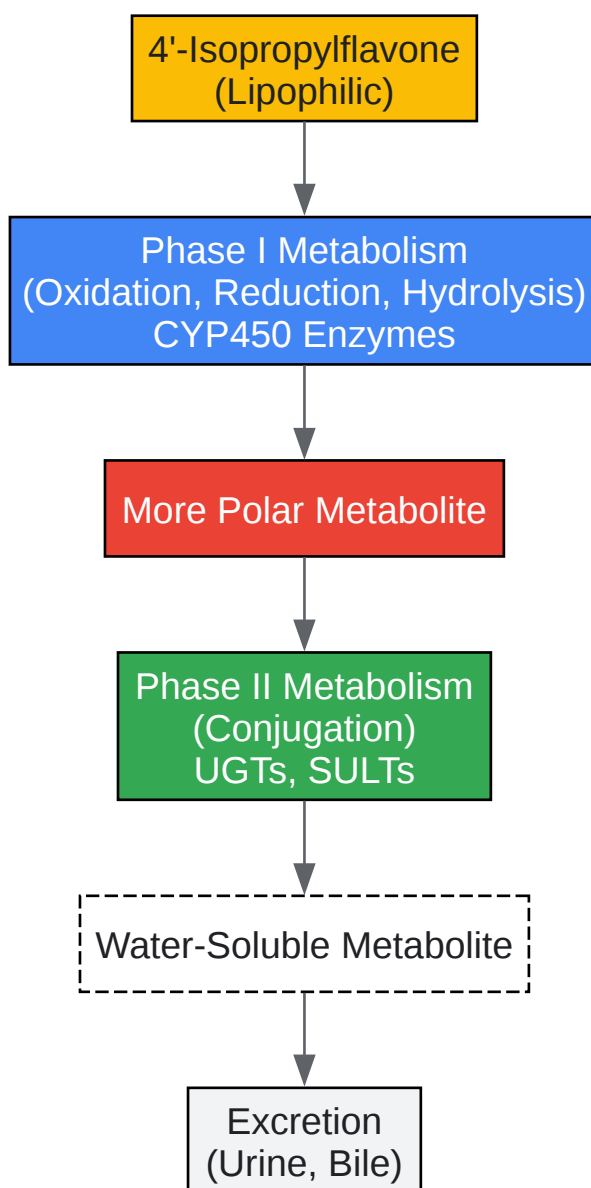 4'-Isopropylflavone
(Lipophilic)
Phase I Metabolism
(Oxidation, Reduction, Hydrolysis)
CYP450 Enzymes
More Polar Metabolite
Phase II Metabolism
(Conjugation)
UGTs, SULTs
Water-Soluble Metabolite
Excretion
(Urine, Bile)